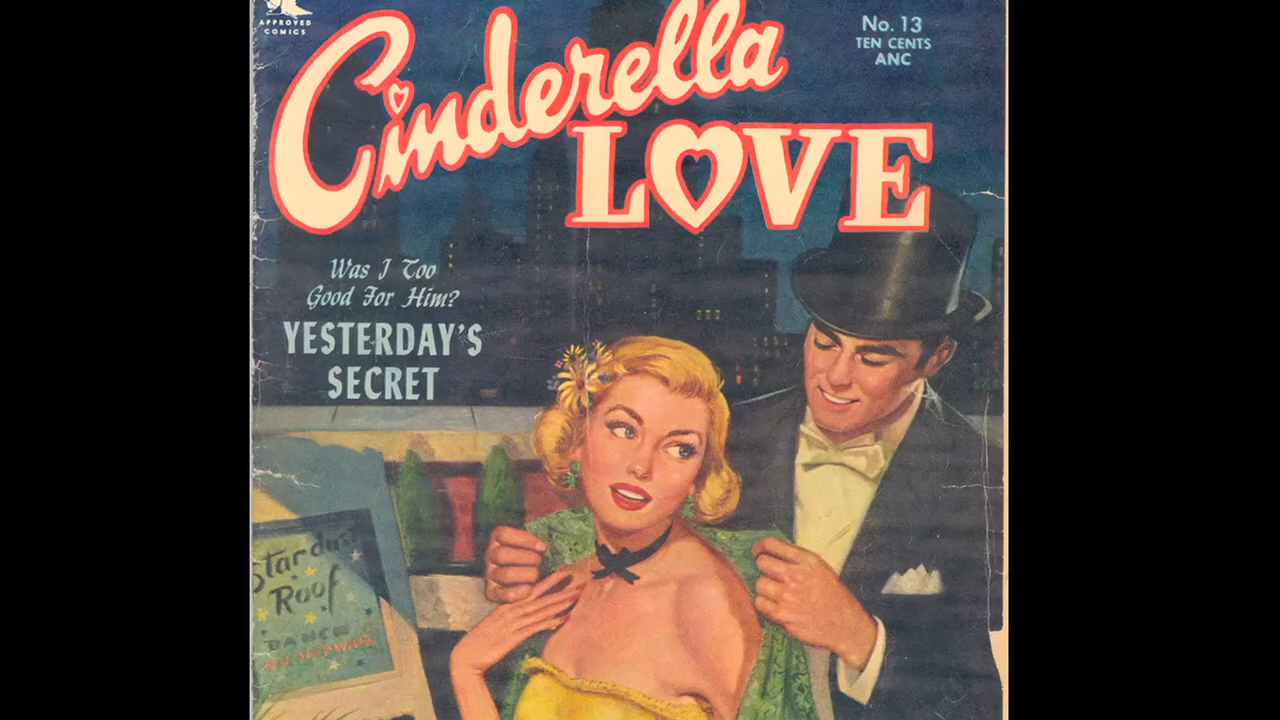 APPROVED
COMICS
Cinderella
LOVE
No. 13
TEN CENTS
ANC
Was I Too
Good For Him?
YESTERDAY'S
SECRET
Stardust
Roof
DANCE